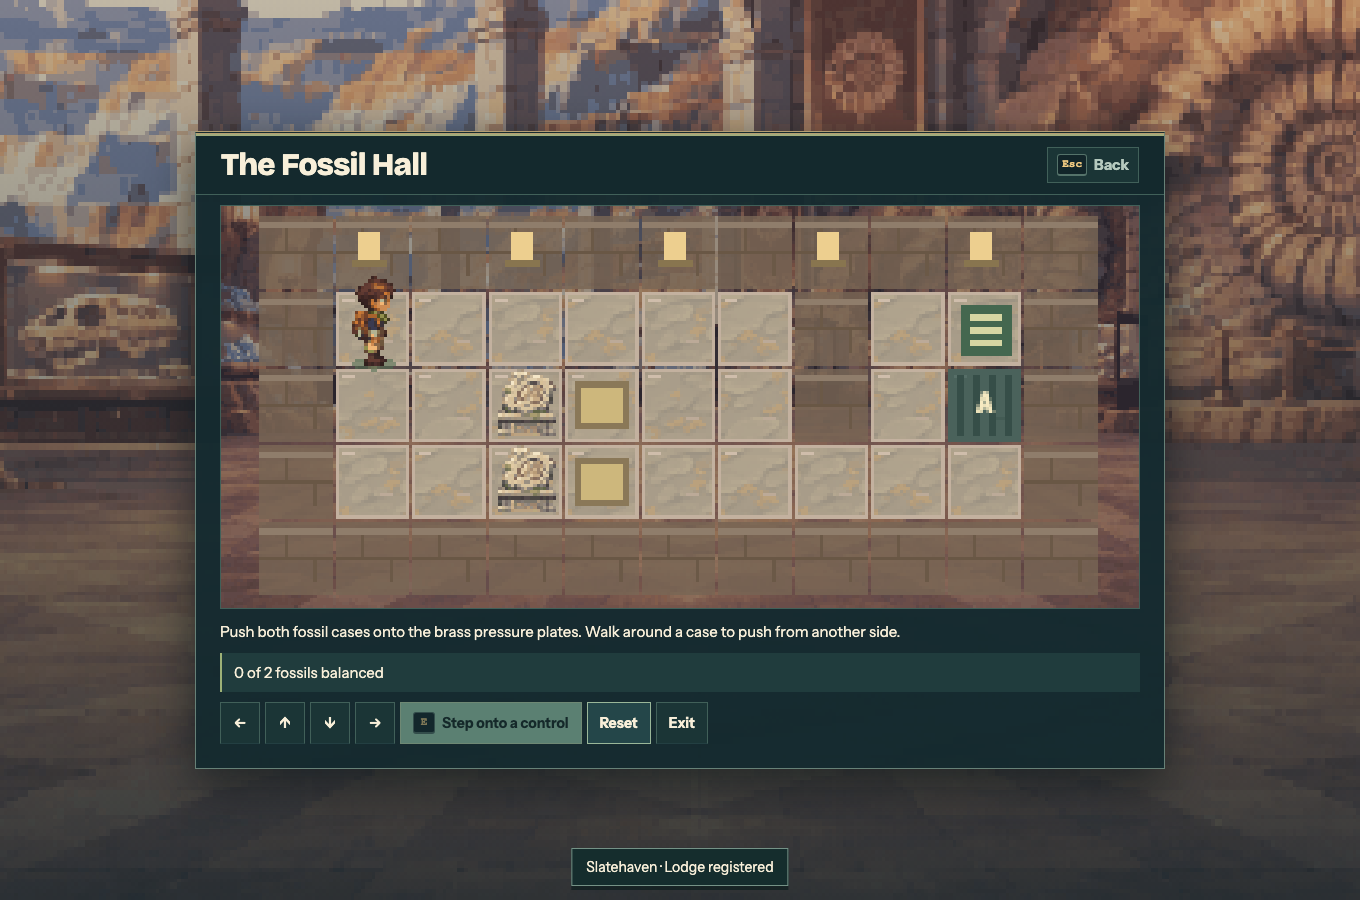 The Fossil Hall
Esc Back
A
Push both fossil cases onto the brass pressure plates. Walk around a case to push from another side.
0 of 2 fossils balanced
← ↑ ↓ → E Step onto a control Reset Exit
Slatehaven · Lodge registered